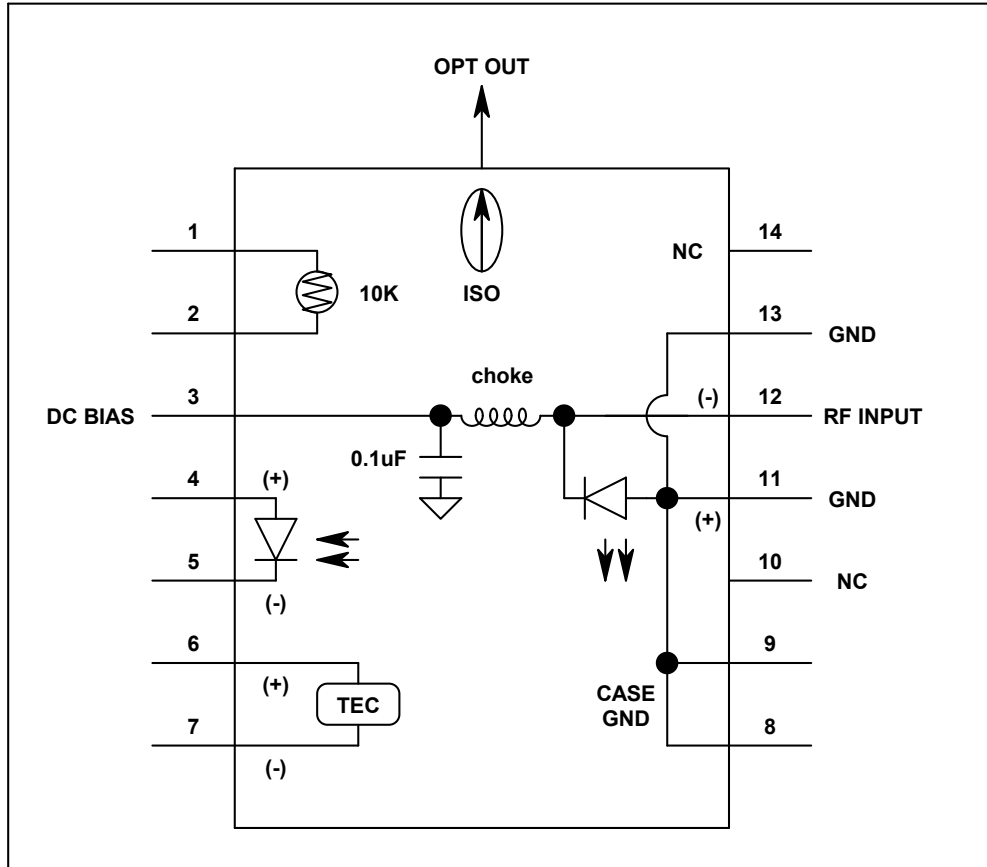 OPT OUT
1
NC
14
ISO
10K
2
13
GND
choke
DC BIAS
3
(-)
12
RF INPUT
0.1uF
4
(+)
11
GND
(+)
5
(-)
10
NC
6
(+)
9
TEC
CASE
GND
7
(-)
8